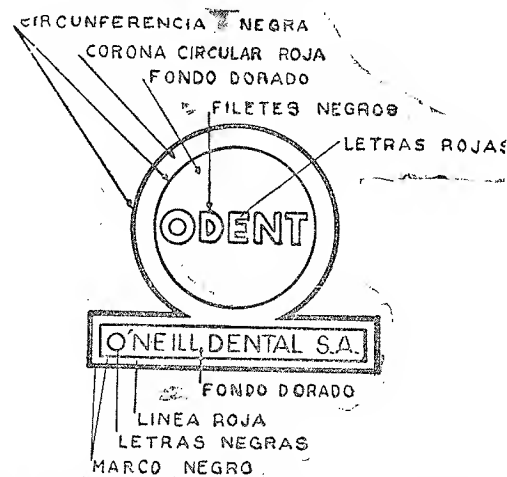 CIRCUNFERENCIA NEGRA
CORONA CIRCULAR ROJA
FONDO DORADO
FILETES NEGROS
LETRAS ROJAS
ODENT
O'NEILL DENTAL S.A.
FONDO DORADO
LINEA ROJA
LETRAS NEGRAS
MARCO NEGRO